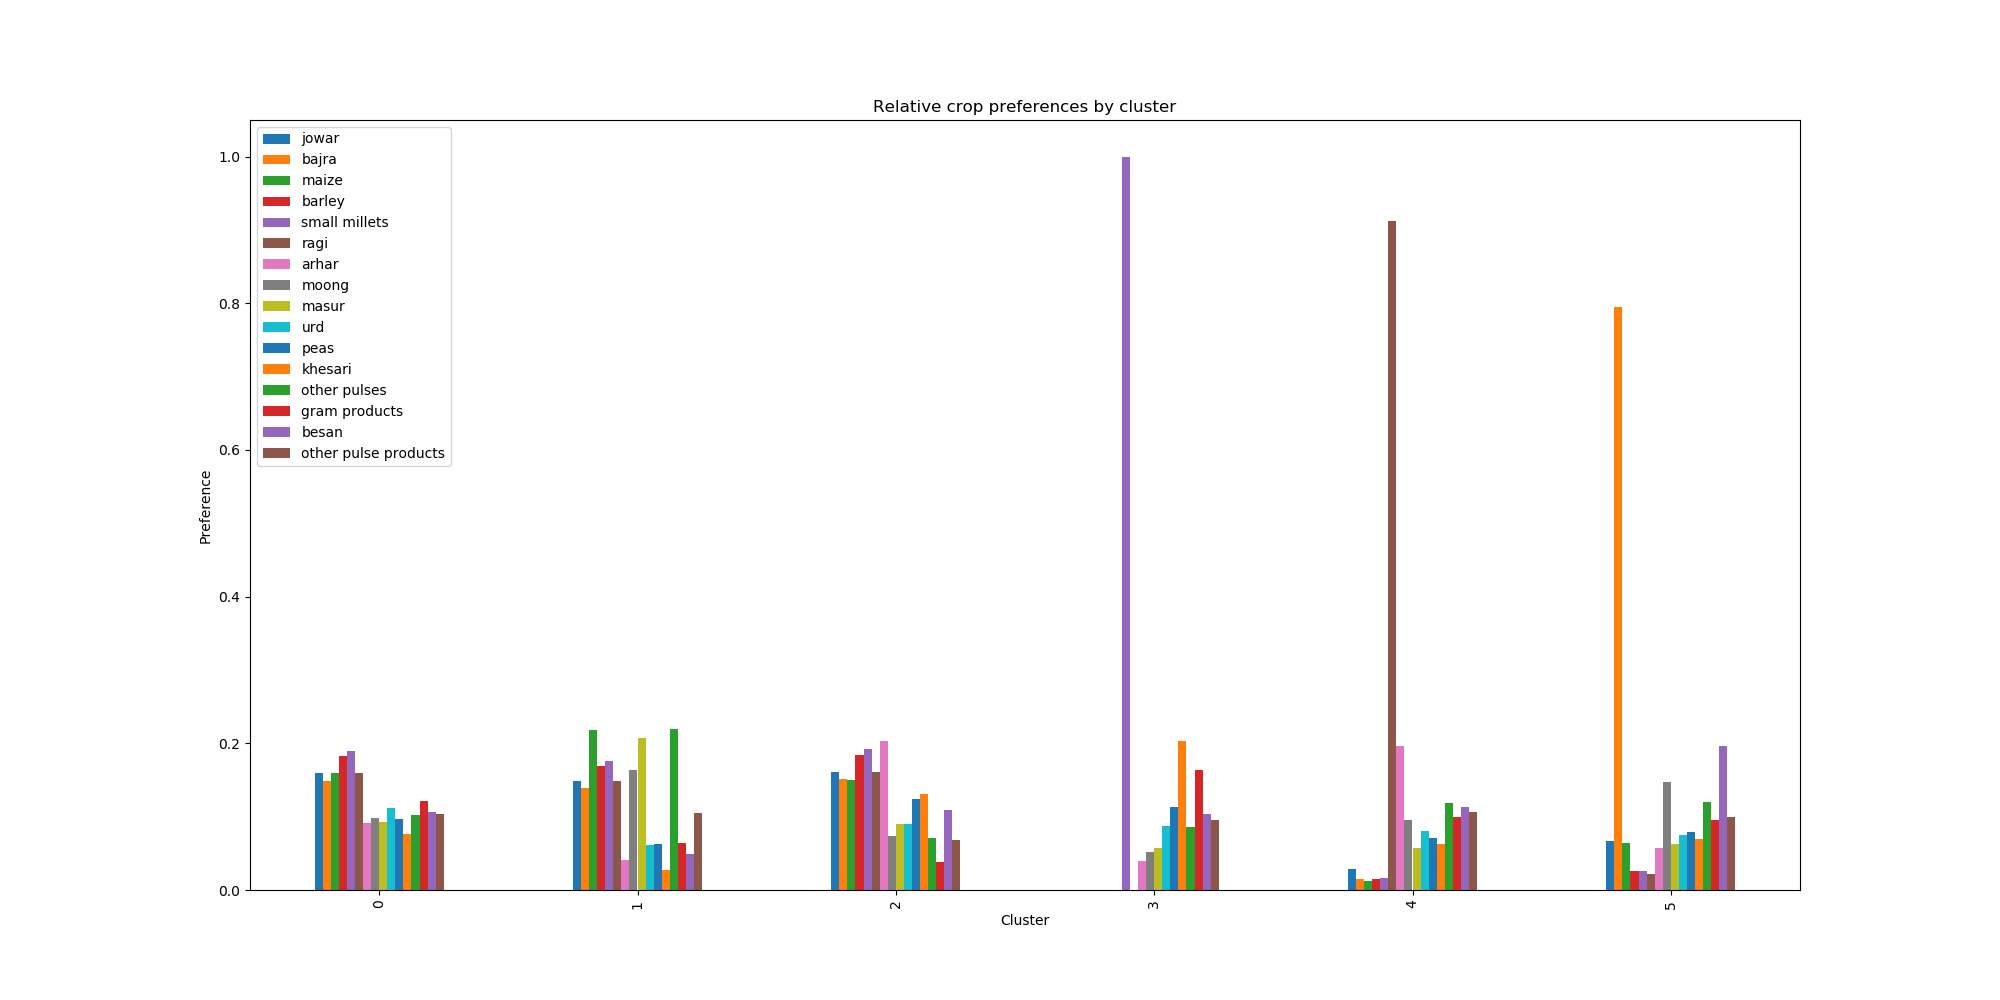 Relative crop preferences by cluster
jowar
bajra
maize
barley
small millets
ragi
arhar
moong
masur
urd
peas
khesari
other pulses
gram products
besan
other pulse products
1.0
0.8
0.6
0.4
0.2
0.0
Preference
0
1
2
3
4
5
Cluster